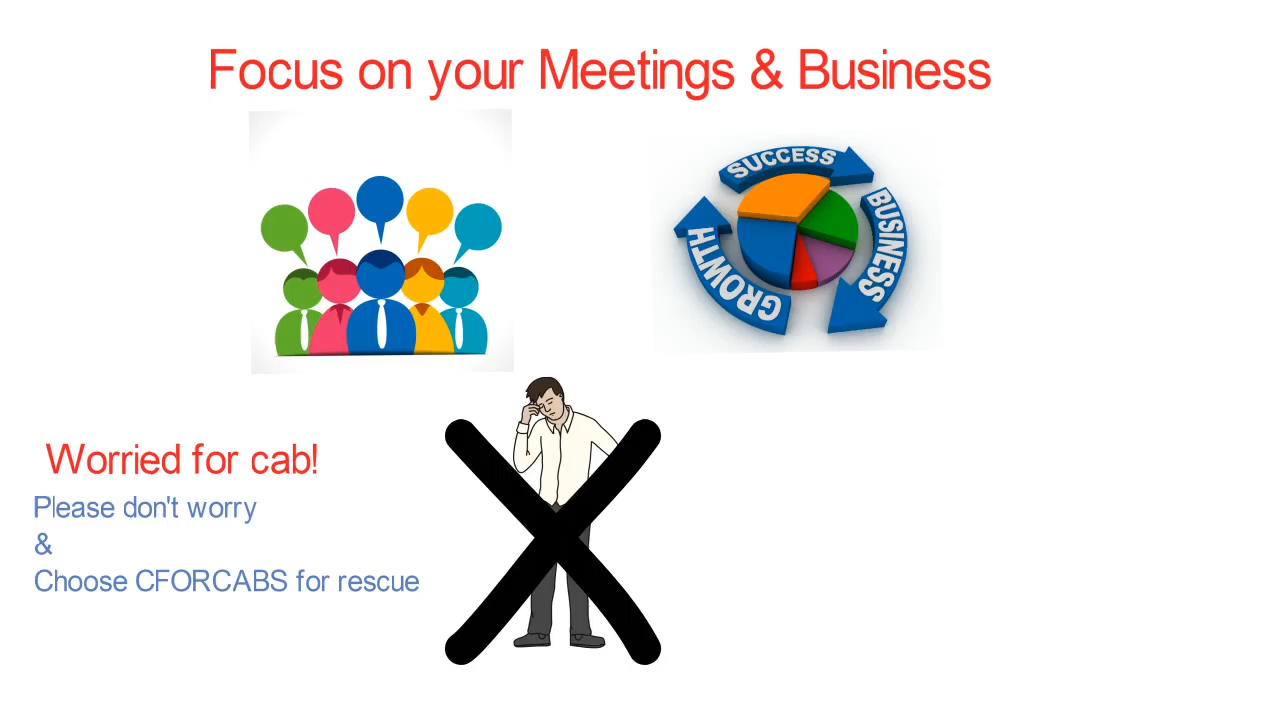 Focus on your Meetings & Business
SUCCESS
BUSINESS
GROWTH
Worried for cab!
Please don't worry
&
Choose CFORCABS for rescue